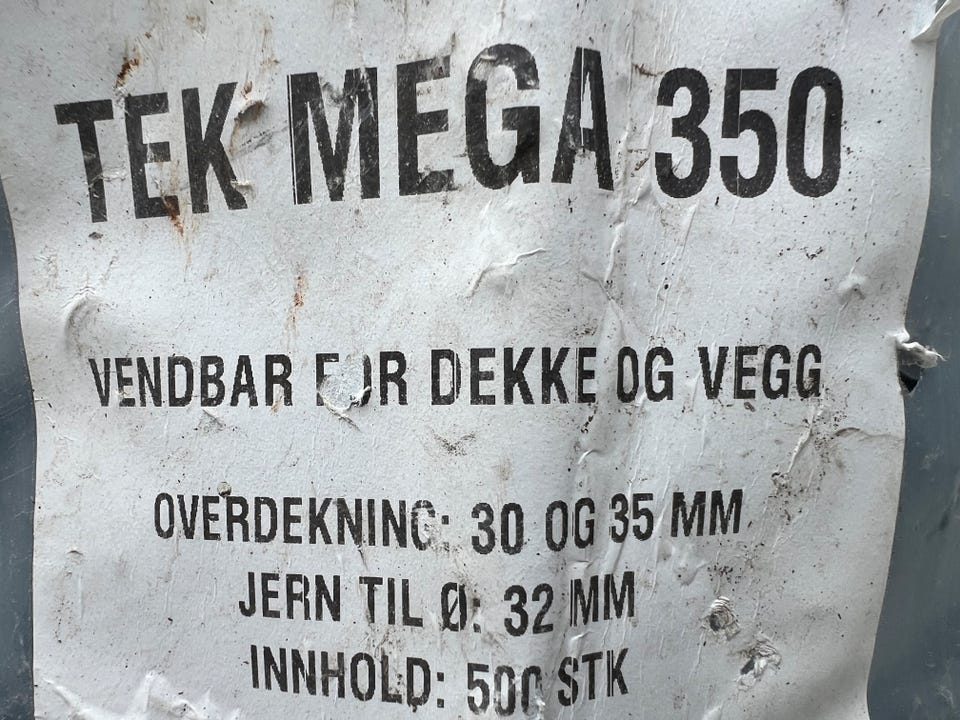 TEK MEGA 350
VENDBAR FOR DEKKE OG VEGG
OVERDEKNING: 30 OG 35 MM
JERN TIL Ø: 32 MM
INNHOLD: 500 STK